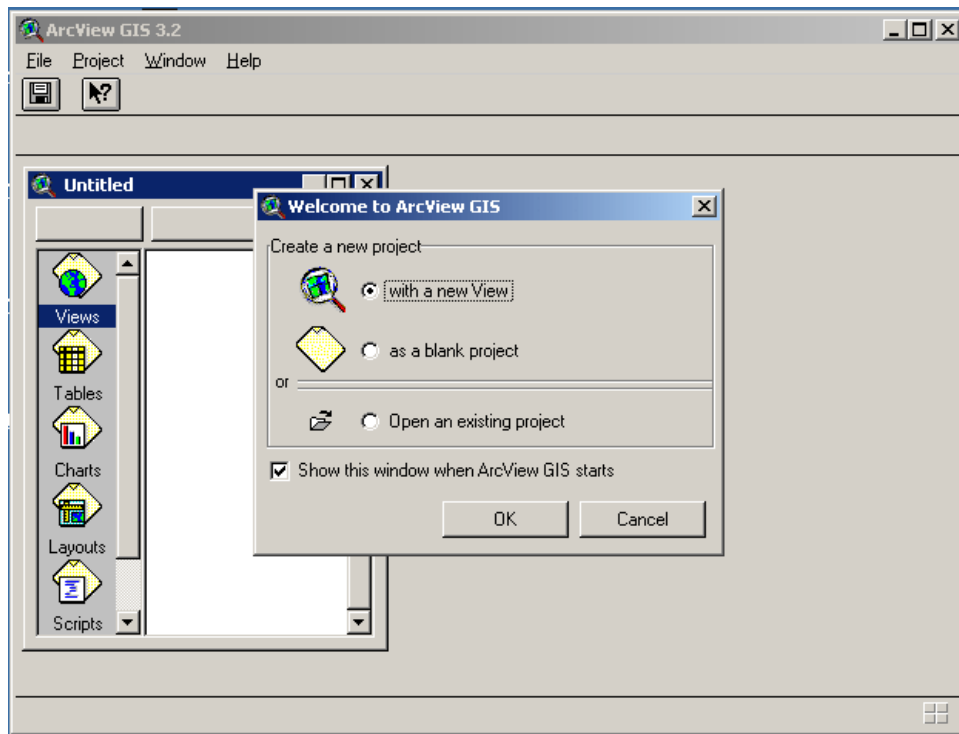 ArcView GIS 3.2
File Project Window Help
Untitled
Welcome to ArcView GIS
Create a new project
with a new View
Views
as a blank project
or
Tables
Open an existing project
Charts
Show this window when ArcView GIS starts
OK Cancel
Layouts
Scripts